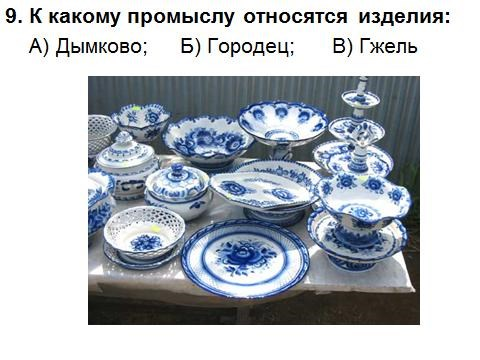 9. К какому промыслу относятся изделия:
А) Дымково; Б) Городец; В) Гжель